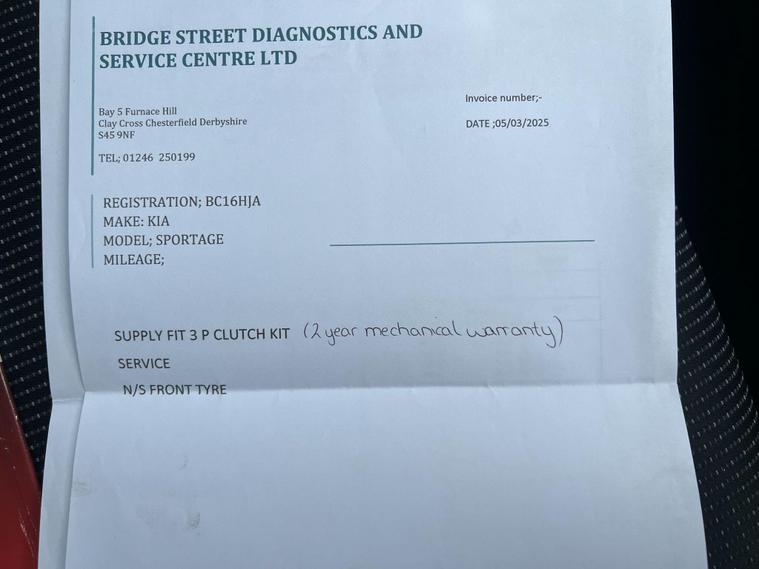 BRIDGE STREET DIAGNOSTICS AND
SERVICE CENTRE LTD
Bay 5 Furnace Hill
Clay Cross Chesterfield Derbyshire
S45 9NF
TEL; 01246 250199
Invoice number;-
DATE ;05/03/2025
REGISTRATION; BC16HJA
MAKE: KIA
MODEL; SPORTAGE
MILEAGE;
SUPPLY FIT 3 P CLUTCH KIT (2 year mechanical warranty)
SERVICE
N/S FRONT TYRE